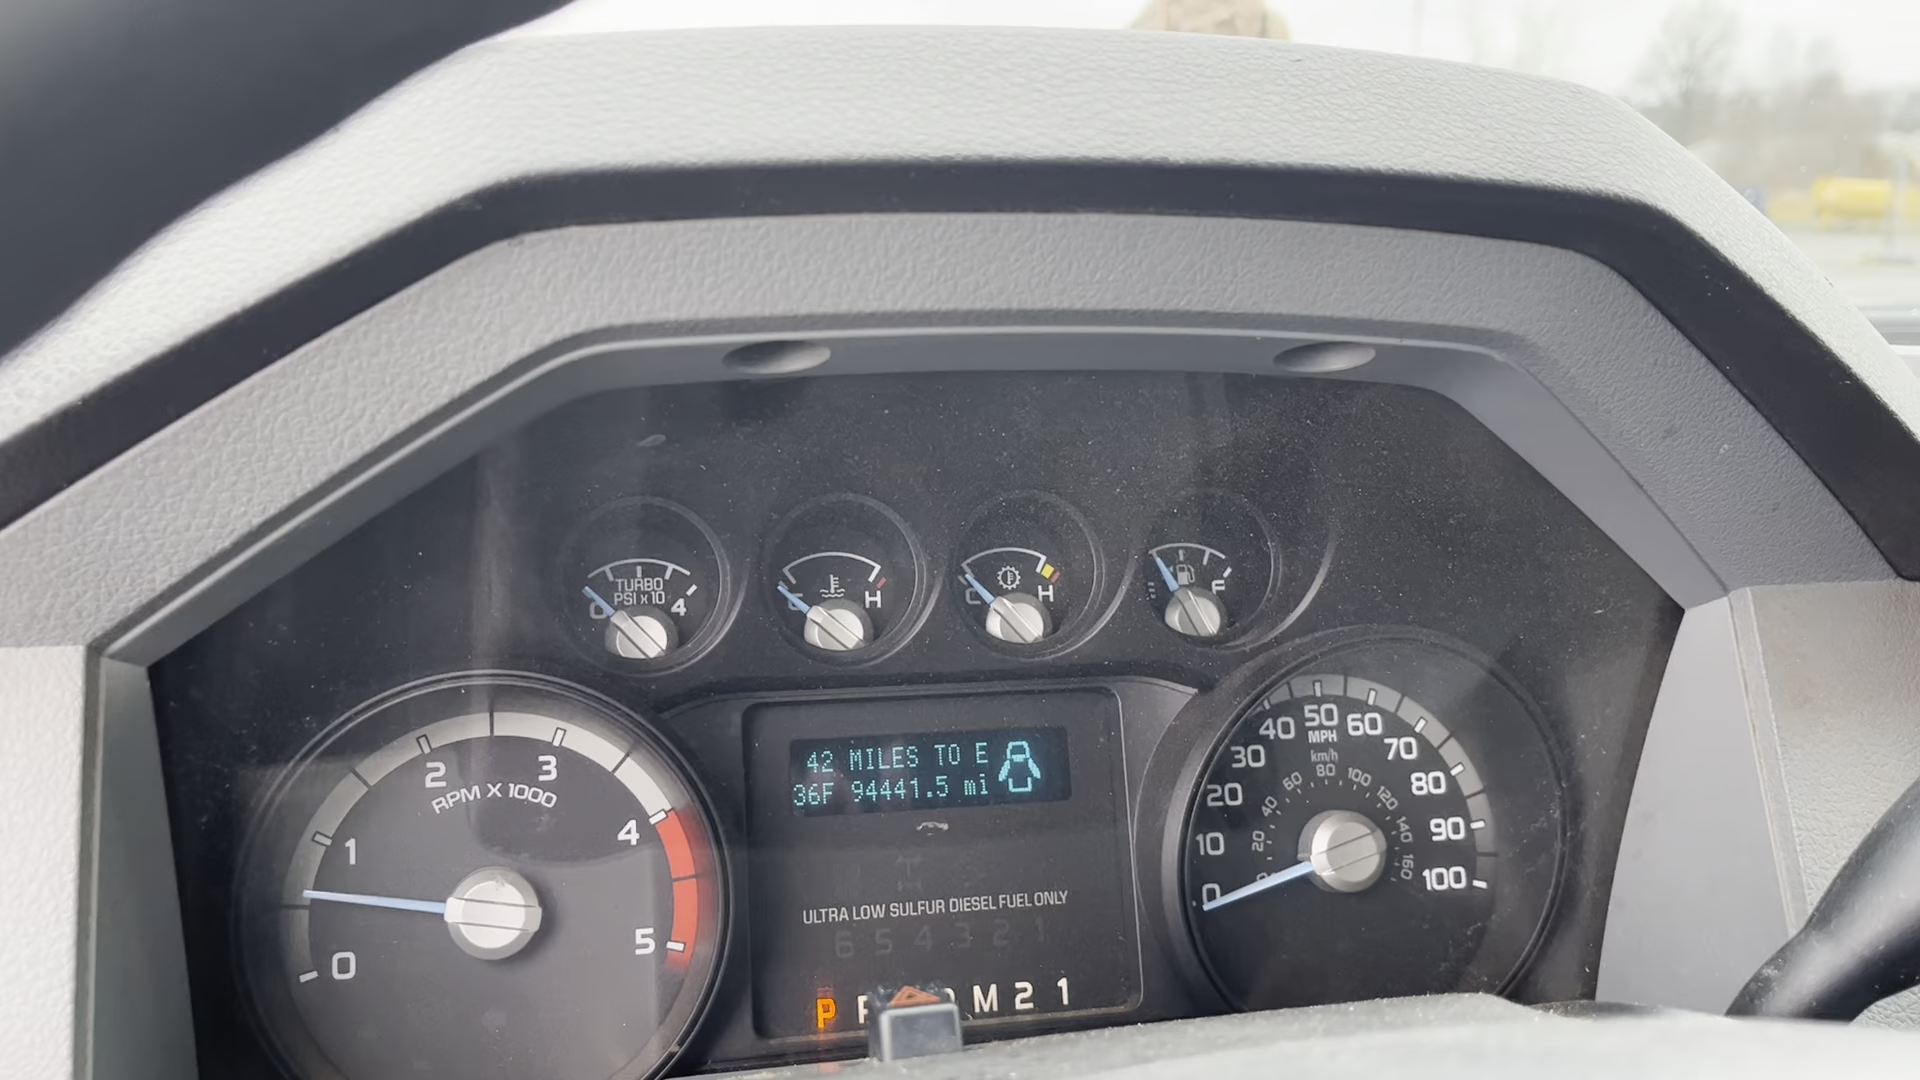 TURBO
PSI x 10
0 4
C H
C H
F
42 MILES TO E
36F 94441.5 mi
0 1 2 3 4 5
RPM X 1000
0 10 20 30 40 50 60 70 80 90 100
MPH
km/h
20 40 60 80 100 120 140 160
ULTRA LOW SULFUR DIESEL FUEL ONLY
6 5 4 3 2 1
P M 2 1